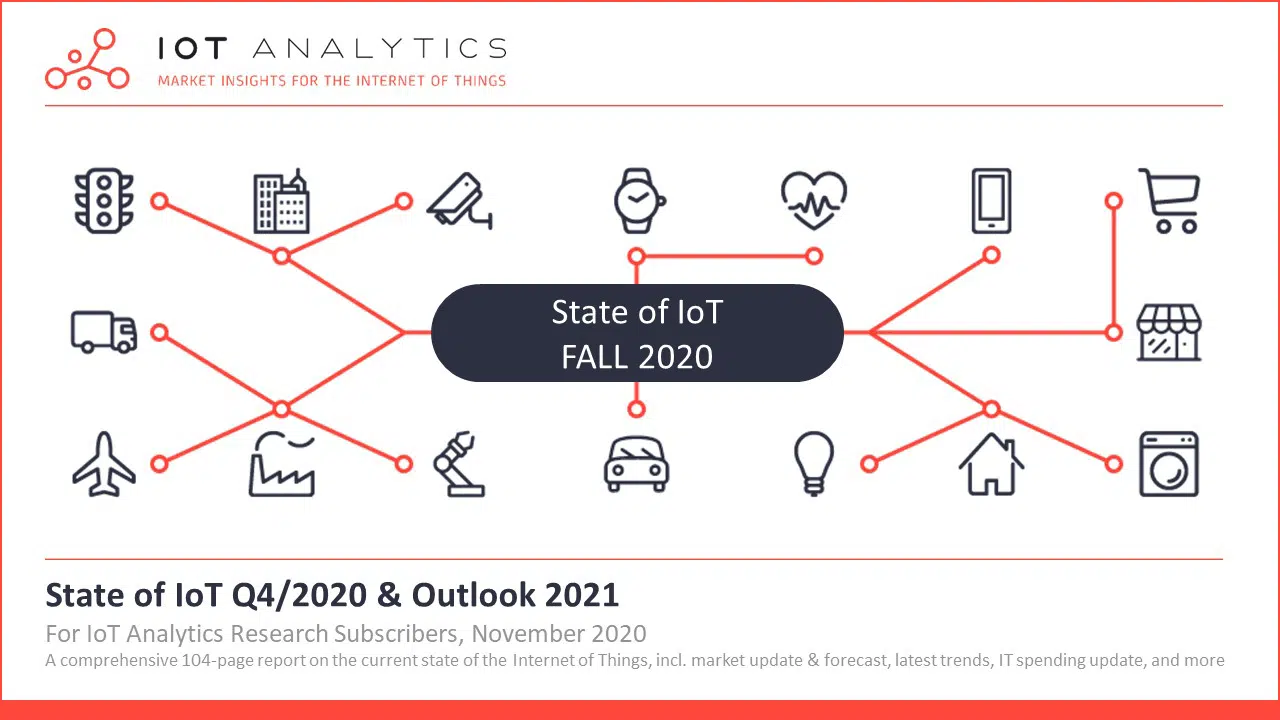 IOT ANALYTICS
MARKET INSIGHTS FOR THE INTERNET OF THINGS
State of IoT
FALL 2020
State of IoT Q4/2020 & Outlook 2021
For IoT Analytics Research Subscribers, November 2020
A comprehensive 104-page report on the current state of the Internet of Things, incl. market update & forecast, latest trends, IT spending update, and more